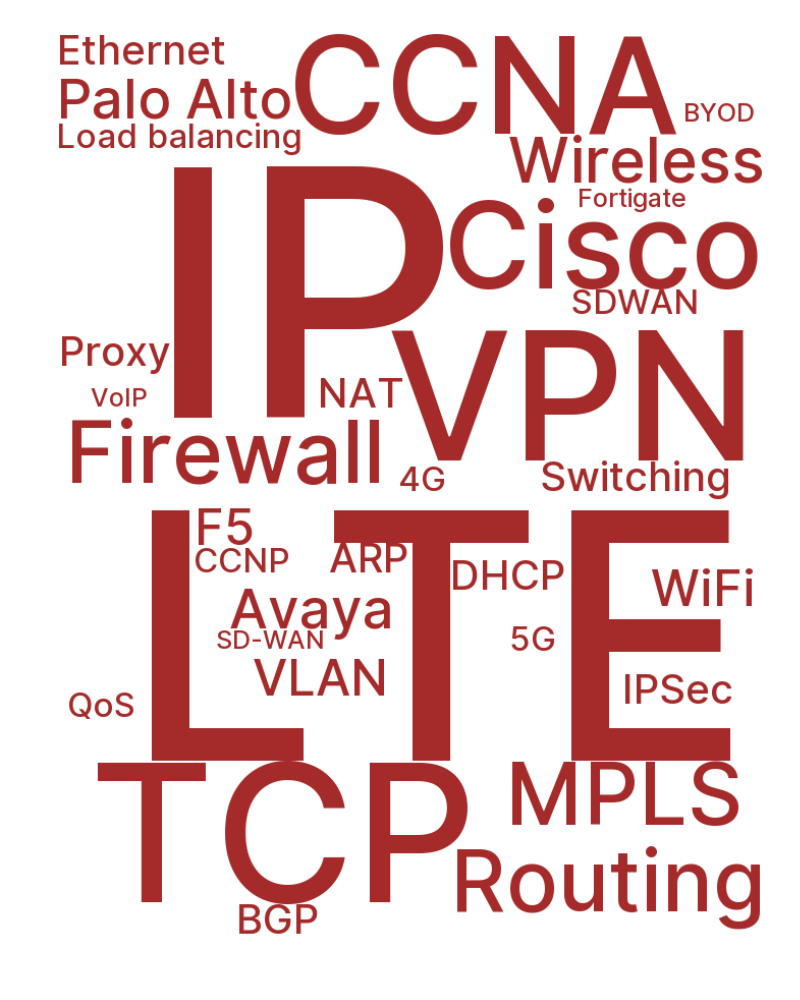 Ethernet
CCNA
Palo Alto
BYOD
Load balancing
Wireless
IP
Fortigate
Cisco
SDWAN
Proxy
VPN
VoIP
NAT
Firewall
4G
Switching
LTE
F5
CCNP
ARP
DHCP
WiFi
Avaya
SD-WAN
5G
VLAN
IPSec
QoS
TCP
MPLS
Routing
BGP